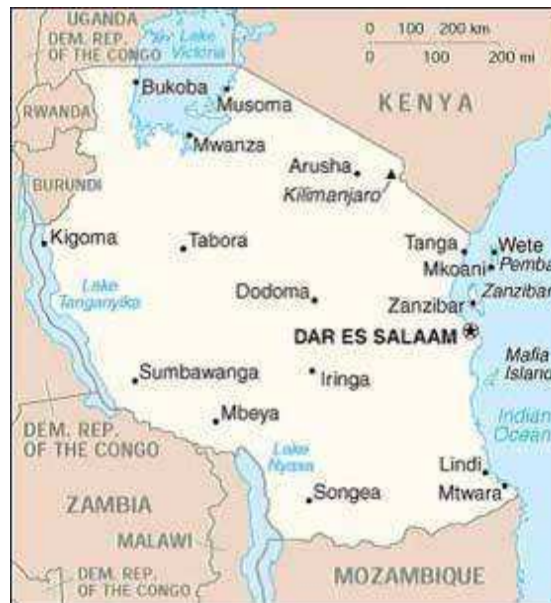 UGANDA
DEM. REP.
OF THE CONGO
Lake
Victoria
0 100 200 km
0 100 200 mi
Bukoba
Musoma
KENYA
RWANDA
Mwanza
Arusha
Kilimanjaro
BURUNDI
Kigoma
Tabora
Tanga
Wete
Mkoani
Pemba
Lake
Tanganyika
Dodoma
Zanzibar
Zanzibar
DAR ES SALAAM
Sumbawanga
Iringa
Mafia
Island
Mbeya
Indian
Ocean
DEM. REP.
OF THE CONGO
Lake
Nyasa
Lindi
Songea
Mtwara
ZAMBIA
MALAWI
DEM. REP.
OF THE CONGO
MOZAMBIQUE